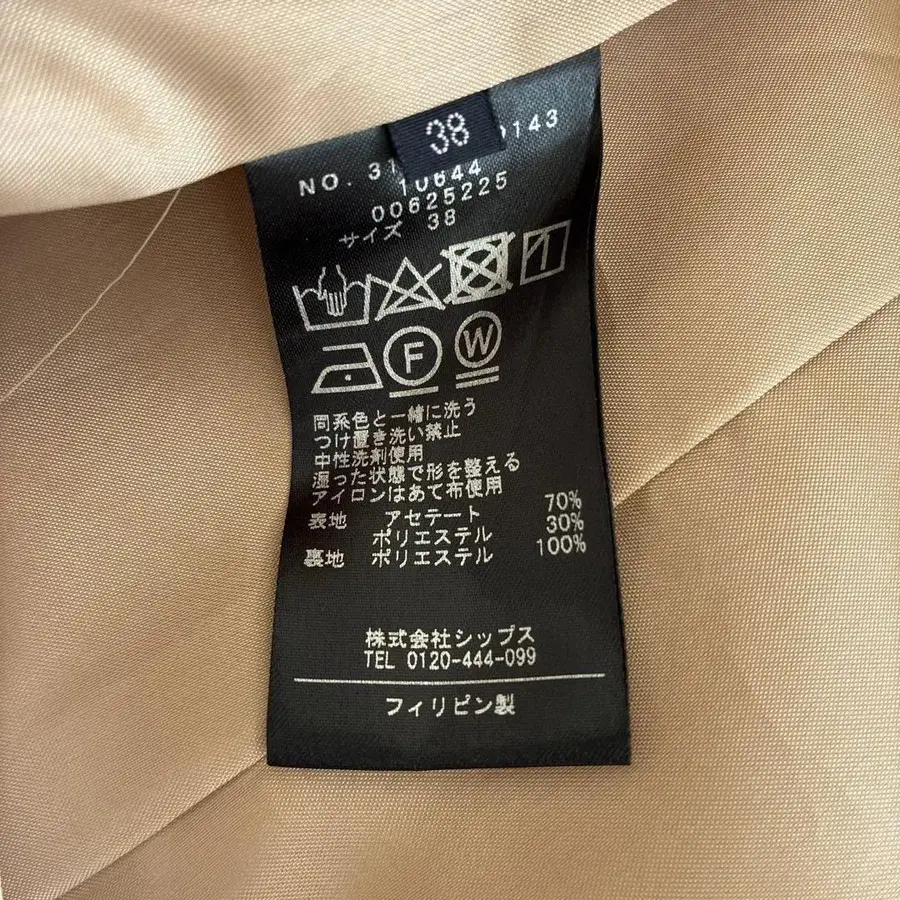 38
NO. 31 0143
10644
00625225
サイズ 38
F W
同系色と一緒に洗う
つけ置き洗い禁止
中性洗剤使用
湿った状態で形を整える
アイロンはあて布使用
表地 アセテート 70%
ポリエステル 30%
裏地 ポリエステル 100%
株式会社シップス
TEL 0120-444-099
フィリピン製